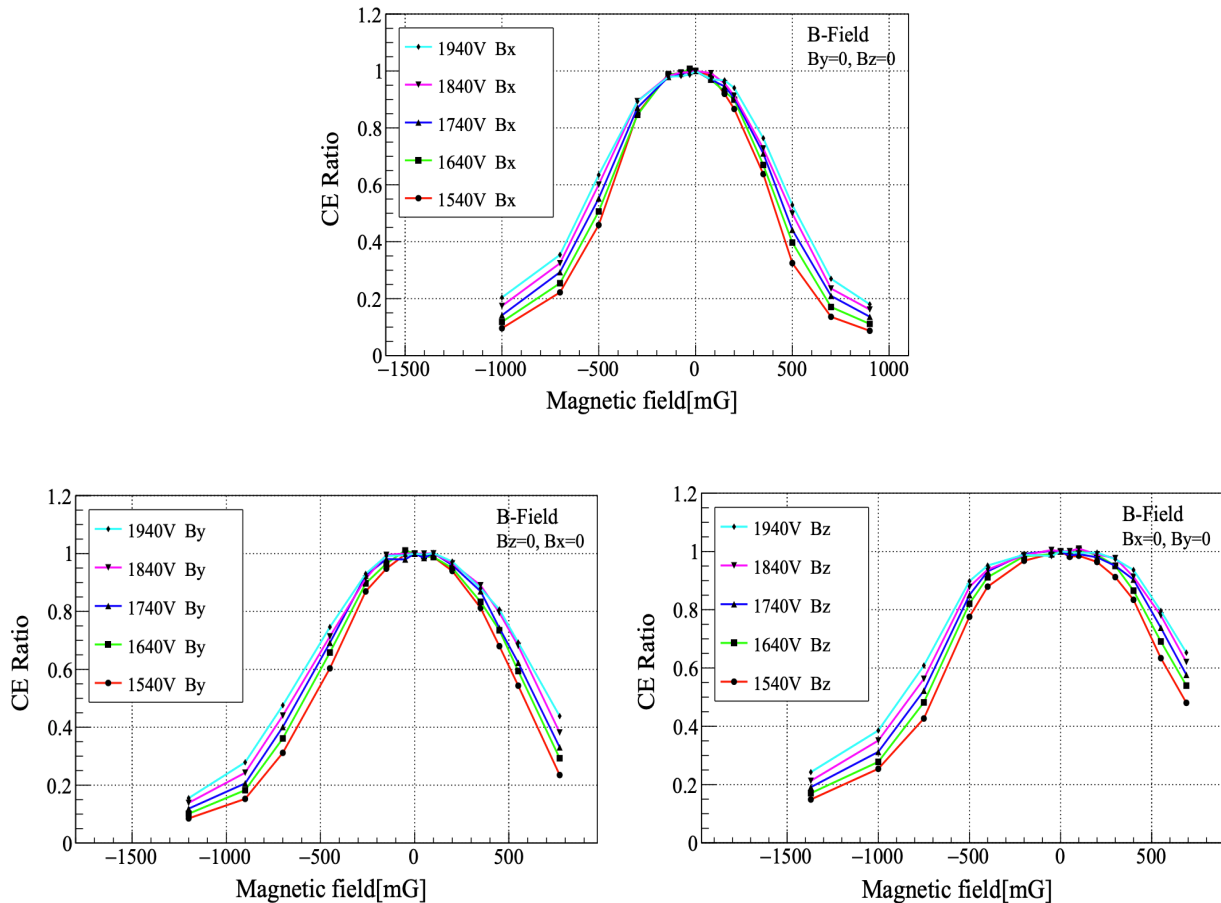 1.2
1
0.8
0.6
0.4
0.2
0
CE Ratio
1940V Bx
1840V Bx
1740V Bx
1640V Bx
1540V Bx
B-Field
By=0, Bz=0
−1500 −1000 −500 0 500 1000
Magnetic field[mG]
1.2
1
0.8
0.6
0.4
0.2
0
CE Ratio
1940V By
1840V By
1740V By
1640V By
1540V By
B-Field
Bz=0, Bx=0
−1500 −1000 −500 0 500
Magnetic field[mG]
1.2
1
0.8
0.6
0.4
0.2
0
CE Ratio
1940V Bz
1840V Bz
1740V Bz
1640V Bz
1540V Bz
B-Field
Bx=0, By=0
−1500 −1000 −500 0 500
Magnetic field[mG]